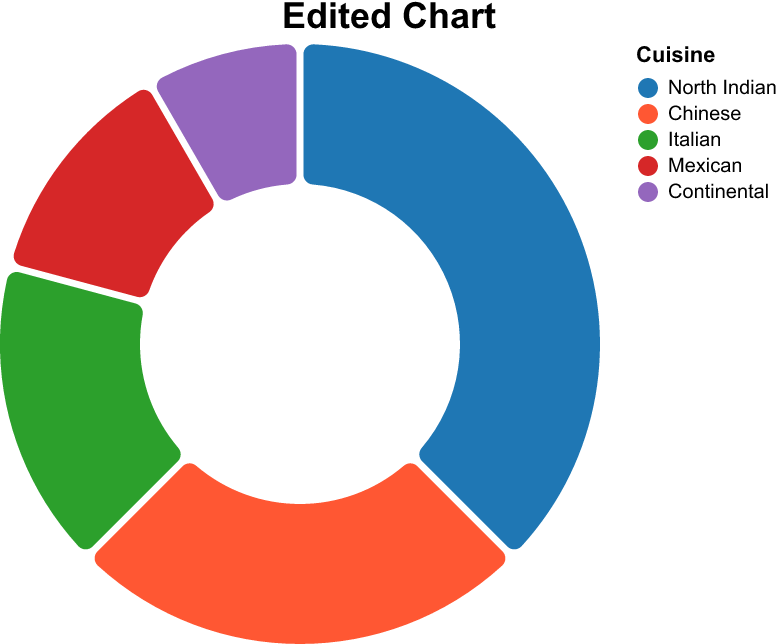 Edited Chart
Cuisine
North Indian
Chinese
Italian
Mexican
Continental